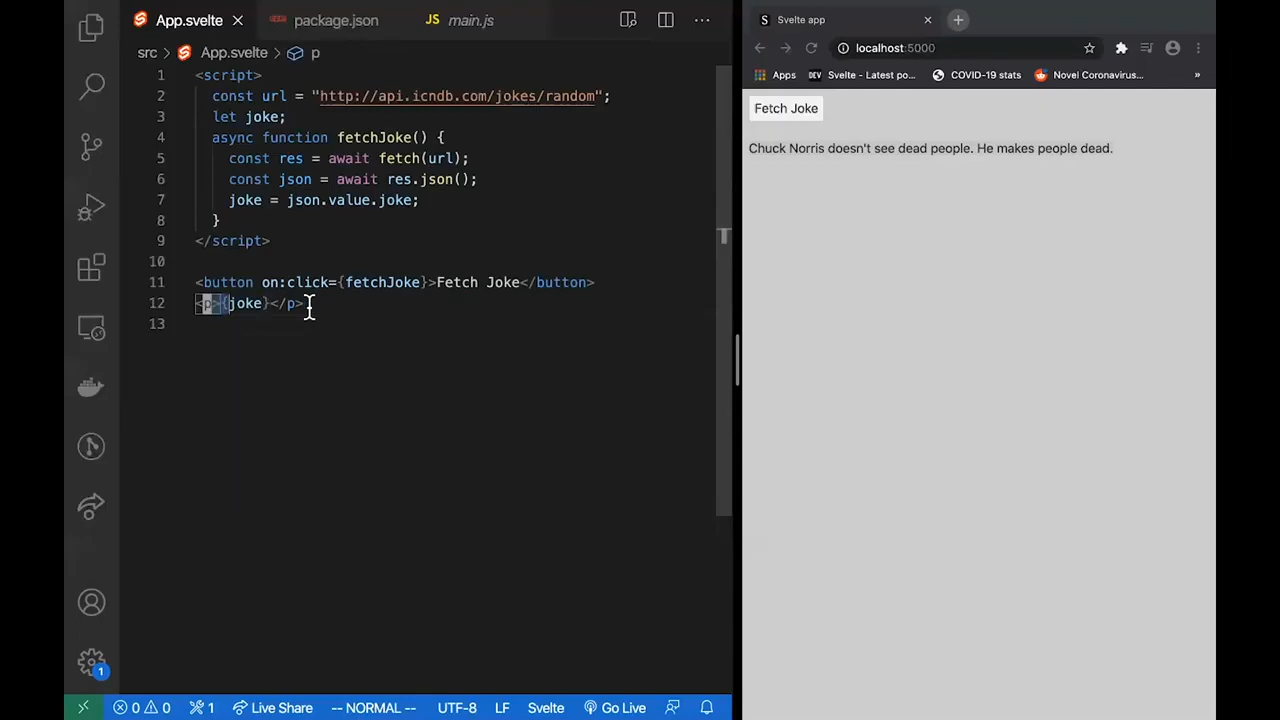 App.svelte
package.json
JS main.js
src > App.svelte > p
1 <script>
2 const url = "http://api.icndb.com/jokes/random";
3 let joke;
4 async function fetchJoke() {
5 const res = await fetch(url);
6 const json = await res.json();
7 joke = json.value.joke;
8 }
9 </script>
10
11 <button on:click={fetchJoke}>Fetch Joke</button>
12 <p>{joke}</p>
13
1
0 0 1 Live Share -- NORMAL -- UTF-8 LF Svelte Go Live
Svelte app
localhost:5000
Apps DEV Svelte - Latest po... COVID-19 stats Novel Coronavirus... »
Fetch Joke
Chuck Norris doesn't see dead people. He makes people dead.